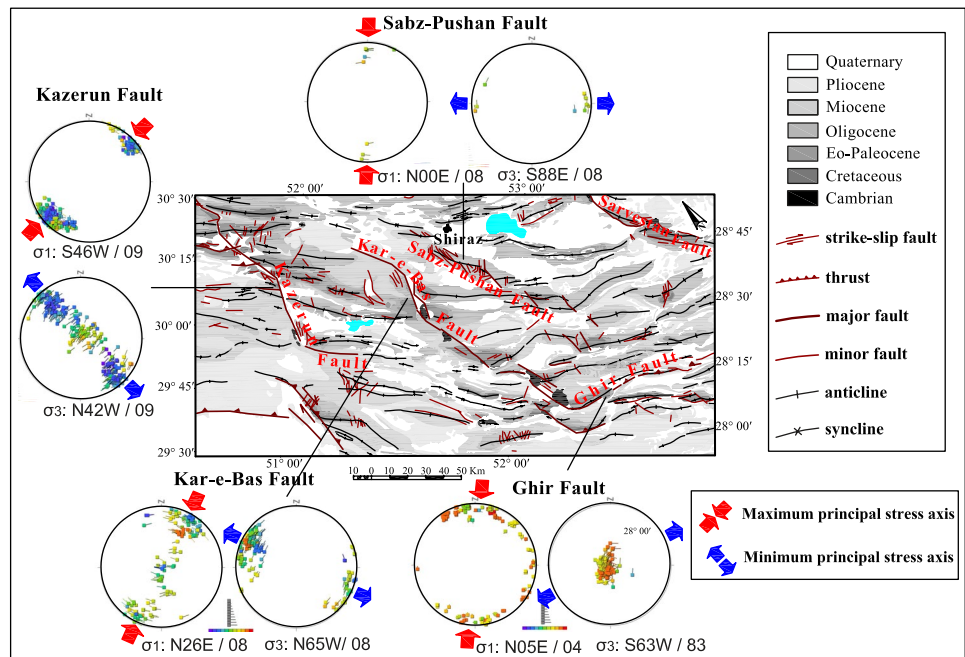 Sabz-Pushan Fault
Z
Z
σ1: N00E / 08
σ3: S88E / 08
Kazerun Fault
Z
σ1: S46W / 09
Z
σ3: N42W / 09
52° 00′
53° 00′
30° 30′
30° 15′
30° 00′
29° 45′
29° 30′
28° 45′
28° 30′
28° 15′
28° 00′
51° 00′
52° 00′
Sarvestan Fault
Shiraz
Kar-e-Bas Fault
Sabz-Pushan Fault
Kazerun Fault
Ghir Fault
10 0 10 20 30 40 50 Km
Kar-e-Bas Fault
Z
Z
σ1: N26E / 08
σ3: N65W/ 08
Ghir Fault
Z
Z
28° 00′
σ1: N05E / 04
σ3: S63W / 83
Quaternary
Pliocene
Miocene
Oligocene
Eo-Paleocene
Cretaceous
Cambrian
strike-slip fault
thrust
major fault
minor fault
anticline
syncline
Maximum principal stress axis
Minimum principal stress axis